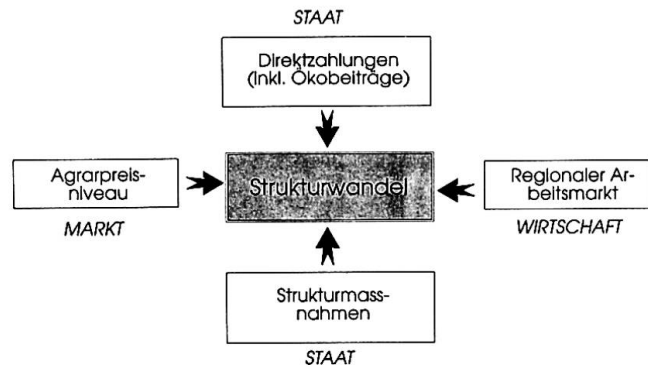 STAAT
Direktzahlungen
(Inkl. Ökobeiträge)
Agrarpreis-
niveau
MARKT
Strukturwandel
Regionaler Ar-
beitsmarkt
WIRTSCHAFT
Strukturmass-
nahmen
STAAT